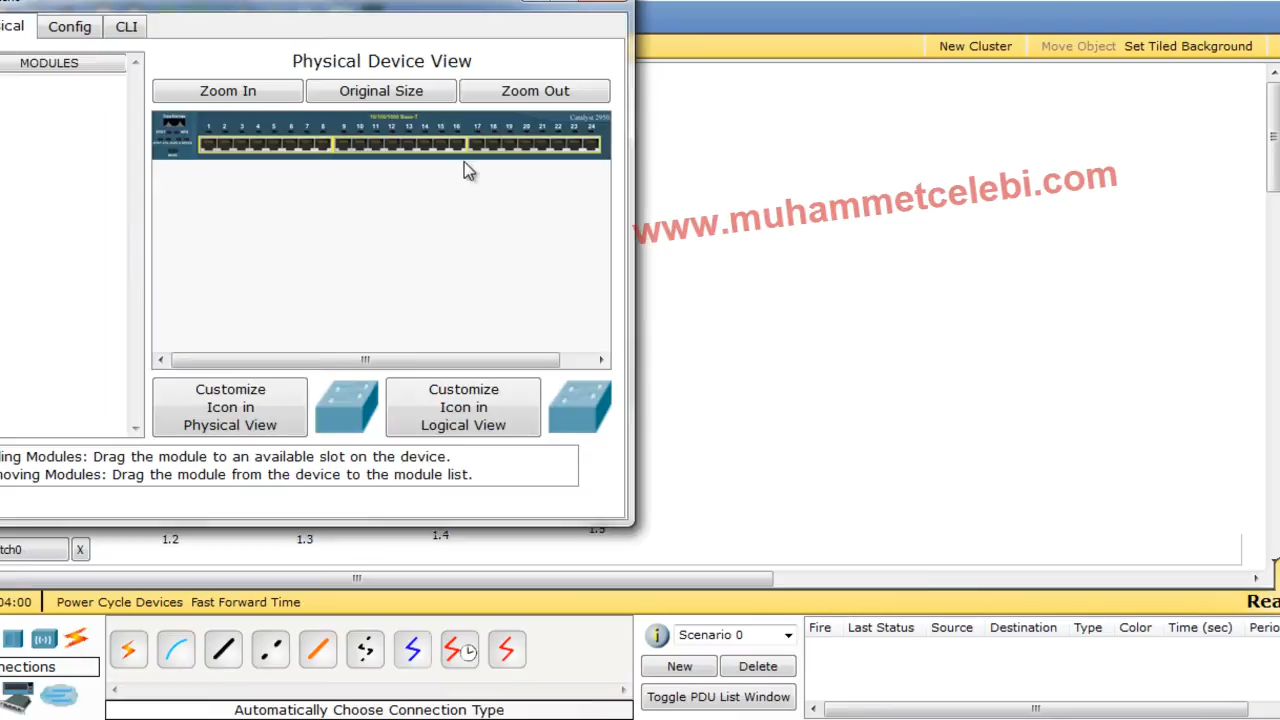 ical Config CLI
New Cluster Move Object Set Tiled Background
MODULES
Physical Device View
Zoom In Original Size Zoom Out
10/100/1000 Base-T
Catalyst 2950
1 2 3 4 5 6 7 8 9 10 11 12 13 14 15 16 17 18 19 20 21 22 23 24
www.muhammetcelebi.com
Customize
Icon in
Physical View
Customize
Icon in
Logical View
ling Modules: Drag the module to an available slot on the device.
noving Modules: Drag the module from the device to the module list.
1.2 1.3 1.4 1.5
tch0 X
04:00 Power Cycle Devices Fast Forward Time
Rea
Scenario 0
Fire Last Status Source Destination Type Color Time (sec) Perio
nections
New Delete
Toggle PDU List Window
Automatically Choose Connection Type